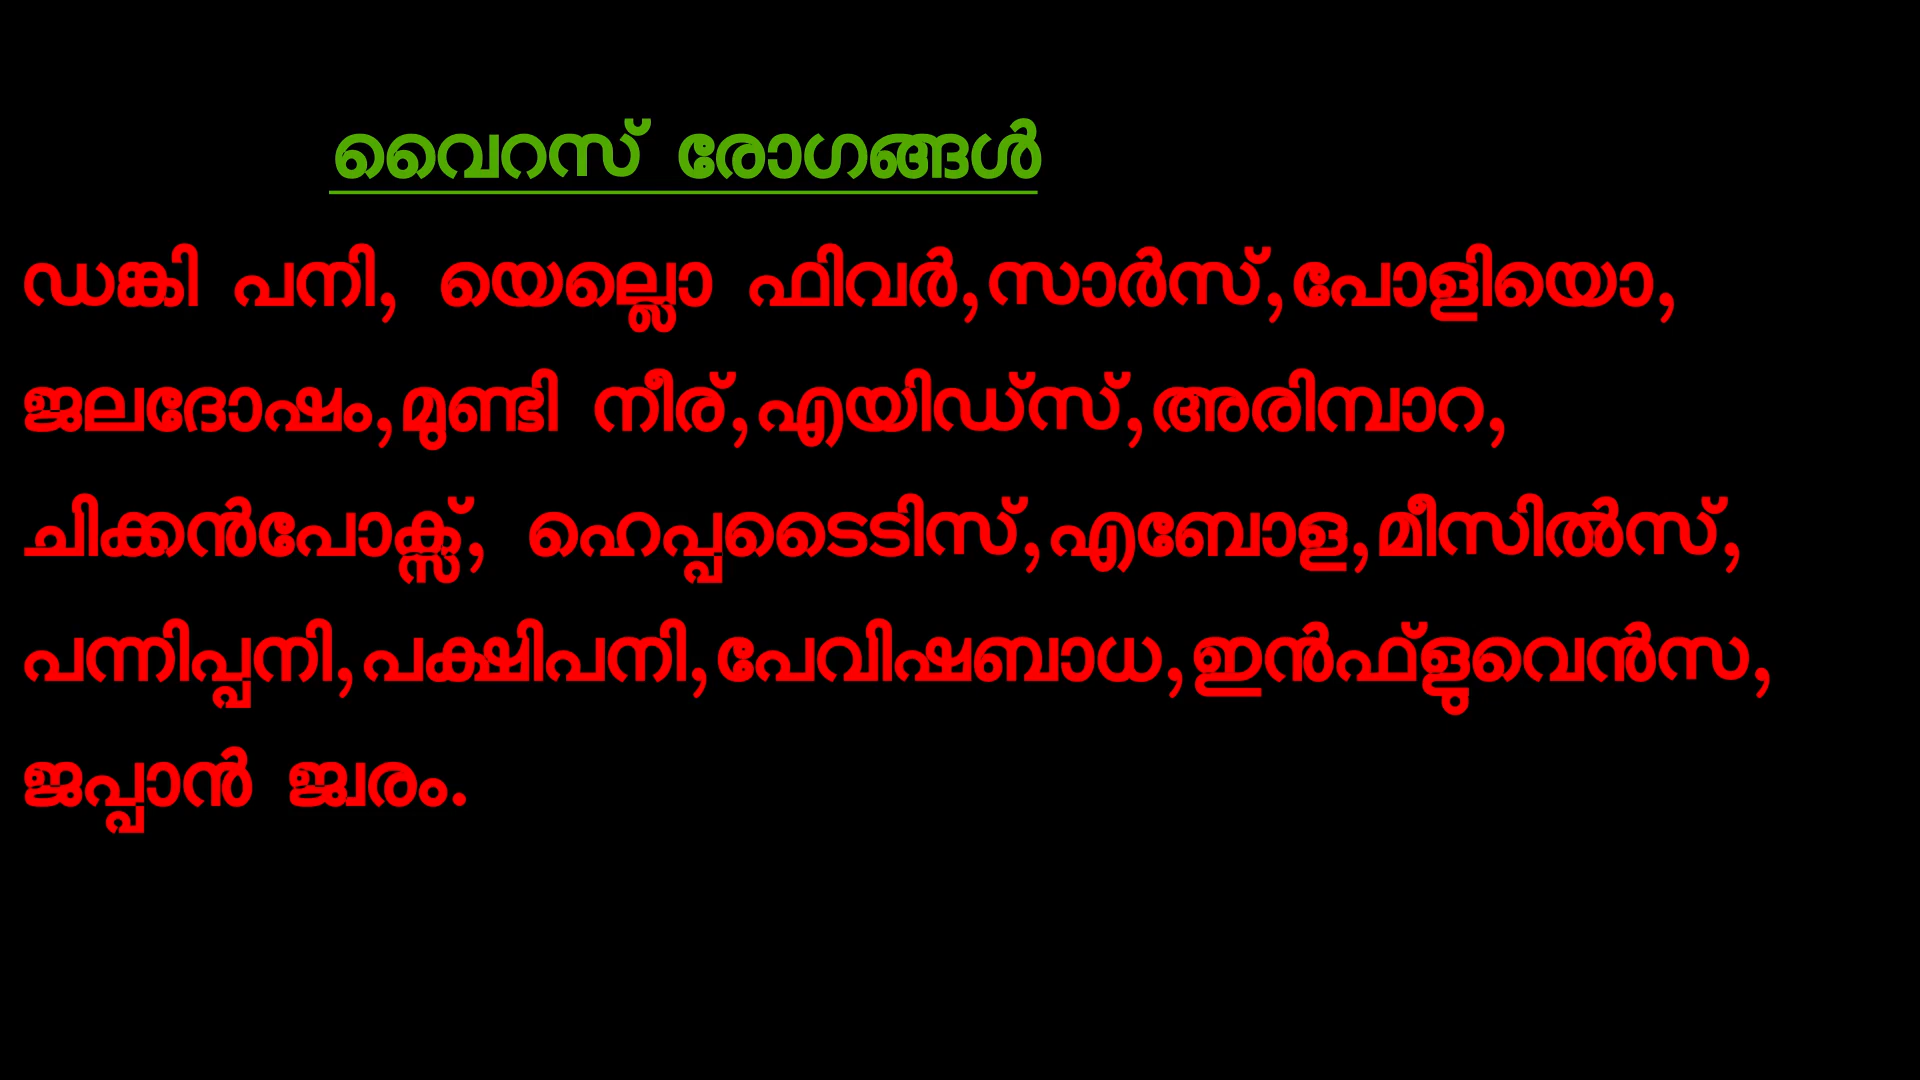 വൈറസ് രോഗങ്ങൾ
ഡങ്കി പനി, യെല്ലൊ ഫിവർ,സാർസ്,പോളിയൊ,
ജലദോഷം,മുണ്ടി നീര്,എയിഡ്സ്,അരിമ്പാറ,
ചിക്കൻപോക്സ്, ഹെപ്പടൈടിസ്,എബോള,മീസിൽസ്,
പന്നിപ്പനി,പക്ഷിപനി,പേവിഷബാധ,ഇൻഫ്ളുവെൻസ,
ജപ്പാൻ ജ്വരം.